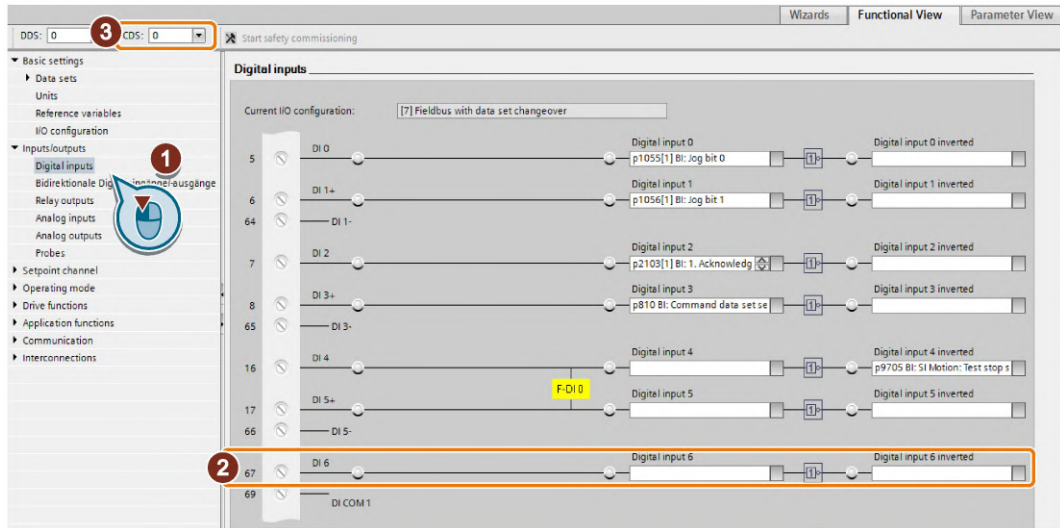 Wizards Functional View Parameter View
DDS: 0 3 CDS: 0 Start safety commissioning
Basic settings
Data sets
Units
Reference variables
I/O configuration
Inputs/outputs
Digital inputs
1
Bidirektionale Digitaleingänge/-ausgänge
Relay outputs
Analog inputs
Analog outputs
Probes
Setpoint channel
Operating mode
Drive functions
Application functions
Communication
Interconnections
Digital inputs
Current I/O configuration: [7] Fieldbus with data set changeover
Digital input 0 Digital input 0 inverted
5 DI 0 p1055[1] BI: Jog bit 0 1
Digital input 1 Digital input 1 inverted
6 DI 1+ p1056[1] BI: Jog bit 1 1
64 DI 1-
Digital input 2 Digital input 2 inverted
7 DI 2 p2103[1] BI: 1. Acknowledg 1
Digital input 3 Digital input 3 inverted
8 DI 3+ p810 BI: Command data set se 1
65 DI 3-
Digital input 4 Digital input 4 inverted
16 DI 4 1 p9705 BI: SI Motion: Test stop s
F-DI 0
Digital input 5 Digital input 5 inverted
17 DI 5+ 1
66 DI 5-
Digital input 6 Digital input 6 inverted
2 67 DI 6 1
69 DI COM 1